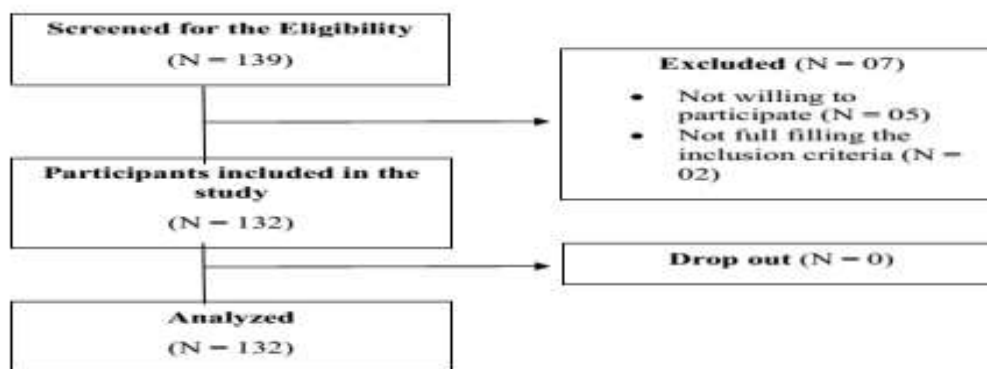 Screened for the Eligibility
(N = 139)
Excluded (N = 07)
• Not willing to
participate (N = 05)
• Not full filling the
inclusion criteria (N =
02)
Participants included in the
study
(N = 132)
Drop out (N = 0)
Analyzed
(N = 132)